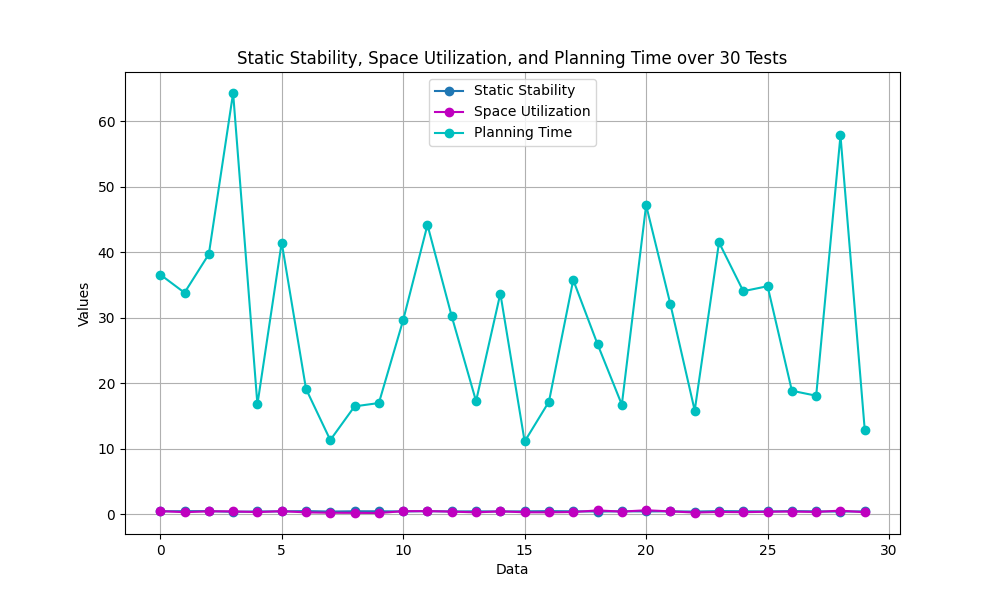 Static Stability, Space Utilization, and Planning Time over 30 Tests
Static Stability
Space Utilization
Planning Time
60
50
40
30
20
10
0
Values
0 5 10 15 20 25 30
Data